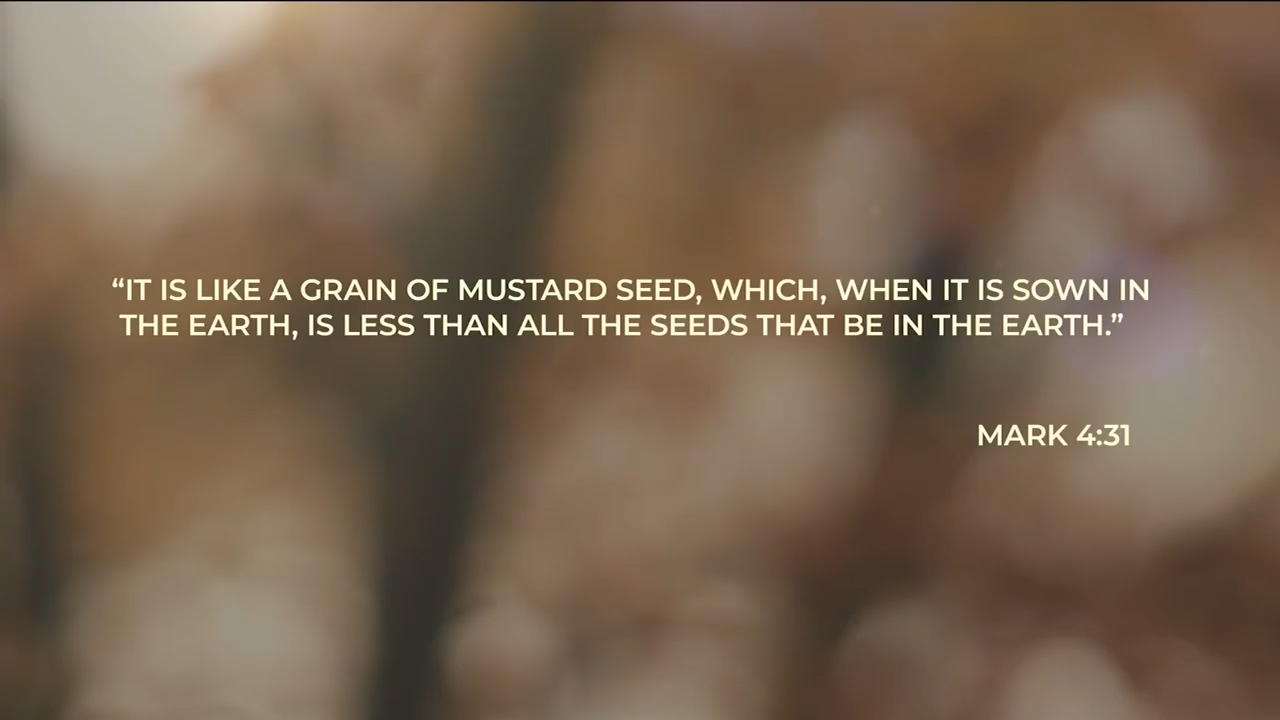 “IT IS LIKE A GRAIN OF MUSTARD SEED, WHICH, WHEN IT IS SOWN IN
THE EARTH, IS LESS THAN ALL THE SEEDS THAT BE IN THE EARTH.”
MARK 4:31